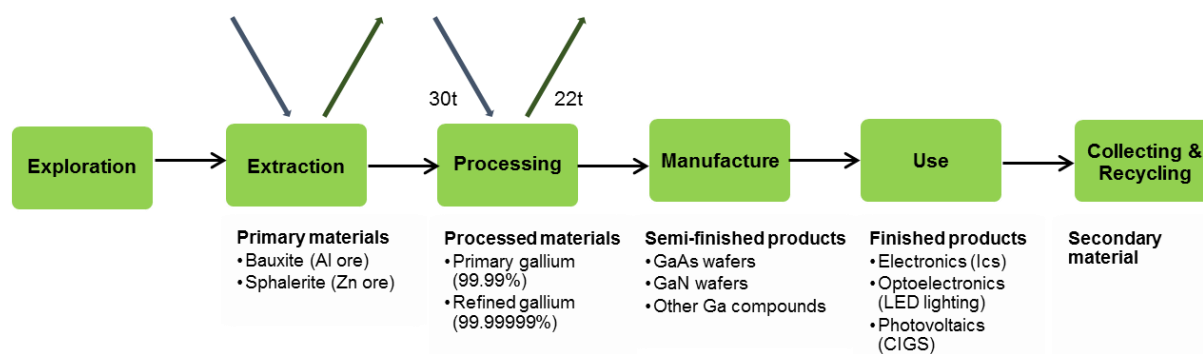 30t
22t
Exploration
Extraction
Processing
Manufacture
Use
Collecting &
Recycling
Primary materials
• Bauxite (Al ore)
• Sphalerite (Zn ore)
Processed materials
• Primary gallium
(99.99%)
• Refined gallium
(99.99999%)
Semi-finished products
• GaAs wafers
• GaN wafers
• Other Ga compounds
Finished products
• Electronics (Ics)
• Optoelectronics
(LED lighting)
• Photovoltaics
(CIGS)
Secondary
material